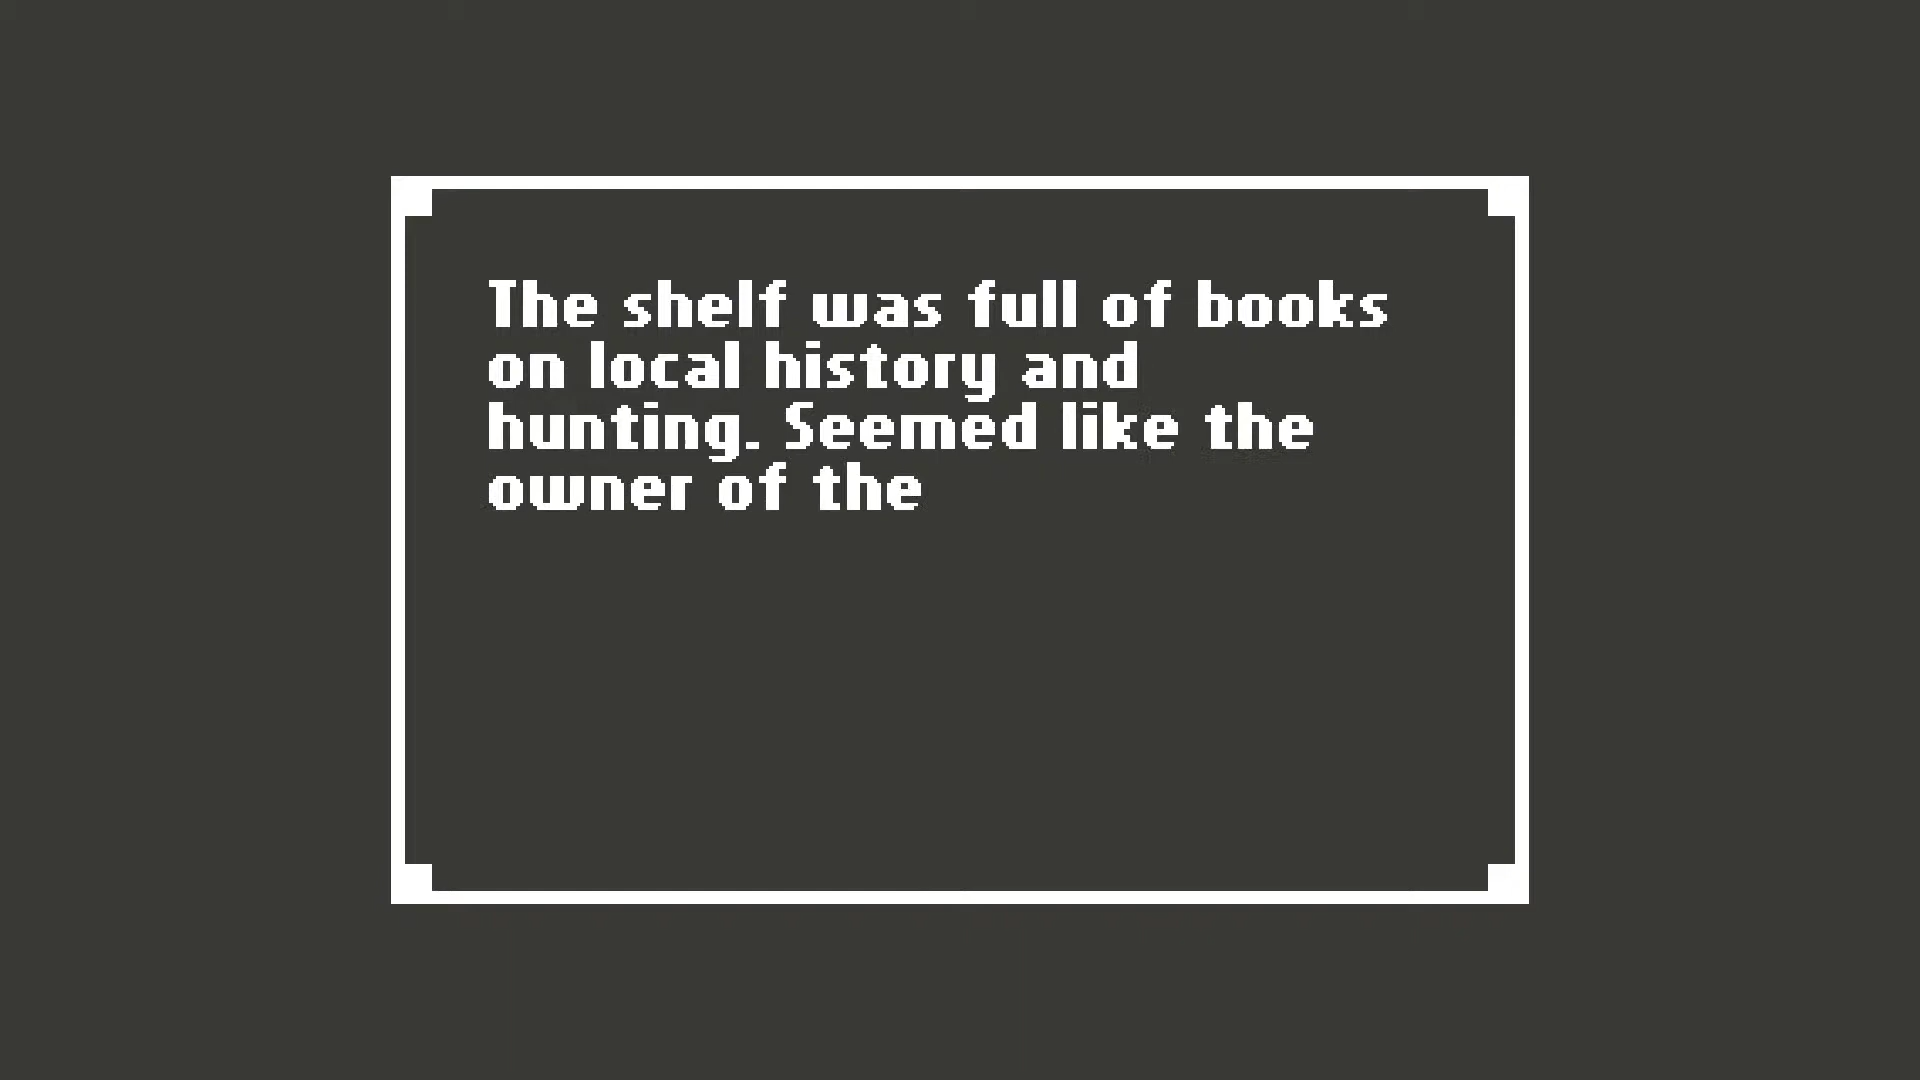 The shelf was full of books
on local history and
hunting. Seemed like the
owner of the